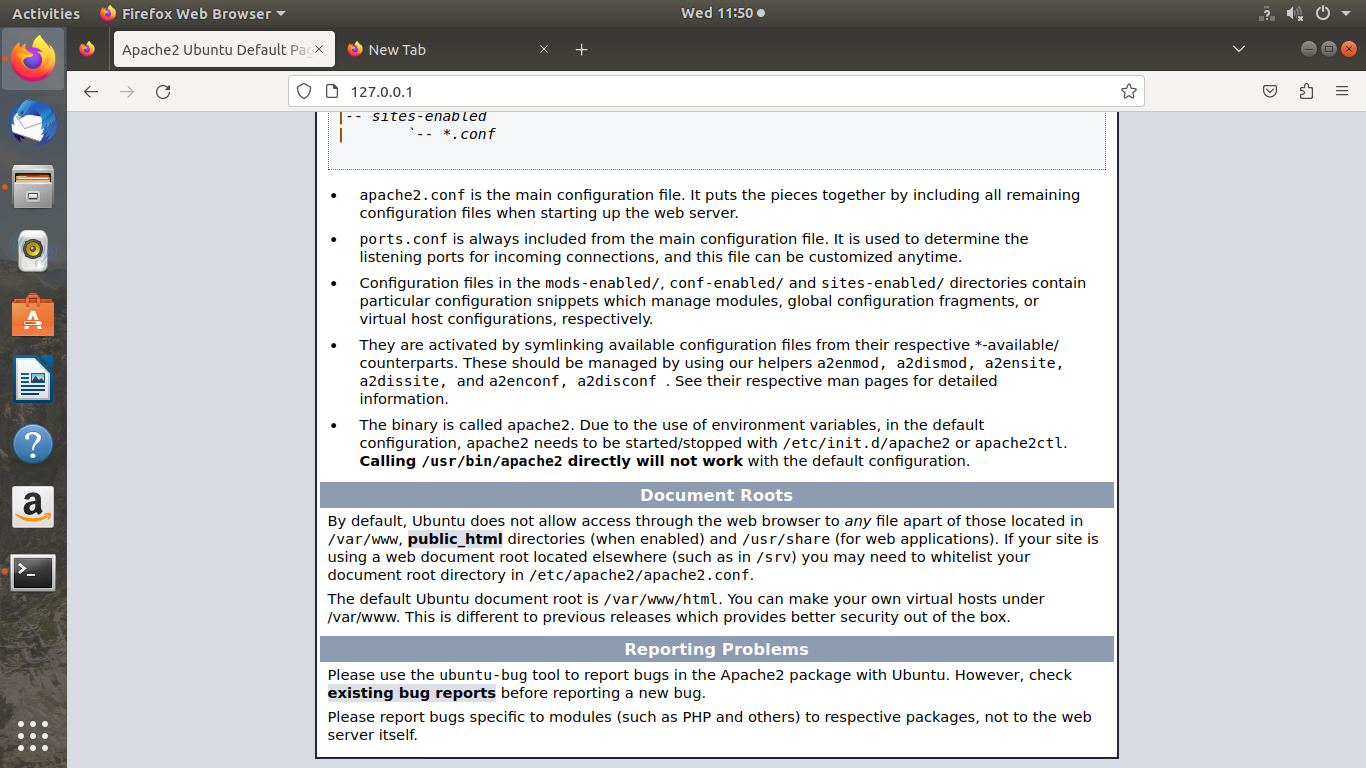 Activities
Firefox Web Browser
Wed 11:50
Apache2 Ubuntu Default Pa
New Tab
127.0.0.1
|-- sites-enabled
|       `-- *.conf
• apache2.conf is the main configuration file. It puts the pieces together by including all remaining
configuration files when starting up the web server.
• ports.conf is always included from the main configuration file. It is used to determine the
listening ports for incoming connections, and this file can be customized anytime.
• Configuration files in the mods-enabled/, conf-enabled/ and sites-enabled/ directories contain
particular configuration snippets which manage modules, global configuration fragments, or
virtual host configurations, respectively.
• They are activated by symlinking available configuration files from their respective *-available/
counterparts. These should be managed by using our helpers a2enmod, a2dismod, a2ensite,
a2dissite, and a2enconf, a2disconf . See their respective man pages for detailed
information.
• The binary is called apache2. Due to the use of environment variables, in the default
configuration, apache2 needs to be started/stopped with /etc/init.d/apache2 or apache2ctl.
Calling /usr/bin/apache2 directly will not work with the default configuration.
Document Roots
By default, Ubuntu does not allow access through the web browser to any file apart of those located in
/var/www, public_html directories (when enabled) and /usr/share (for web applications). If your site is
using a web document root located elsewhere (such as in /srv) you may need to whitelist your
document root directory in /etc/apache2/apache2.conf.
The default Ubuntu document root is /var/www/html. You can make your own virtual hosts under
/var/www. This is different to previous releases which provides better security out of the box.
Reporting Problems
Please use the ubuntu-bug tool to report bugs in the Apache2 package with Ubuntu. However, check
existing bug reports before reporting a new bug.
Please report bugs specific to modules (such as PHP and others) to respective packages, not to the web
server itself.